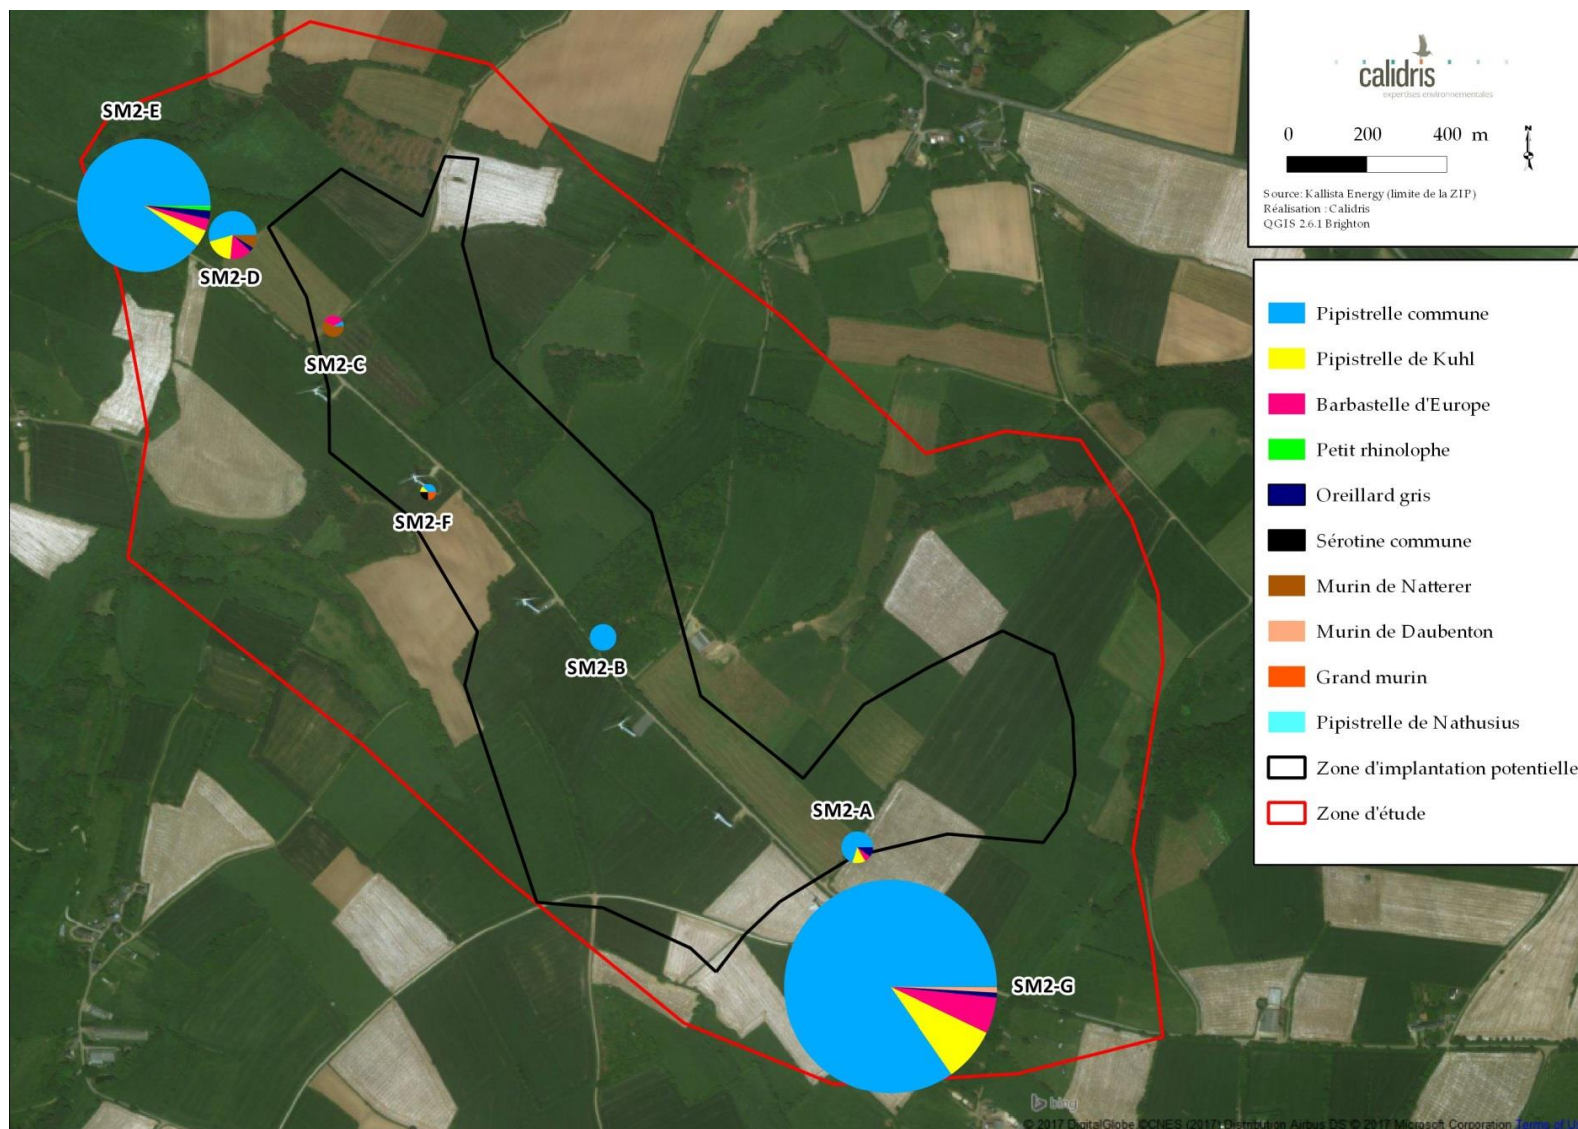 calidris
expertises environnementales
0 200 400 m
N
Source: Kallista Energy (limite de la ZIP)
Réalisation : Calidris
QGIS 2.6.1 Brighton
SM2-E
SM2-D
SM2-C
SM2-F
SM2-B
SM2-A
SM2-G
Pipistrelle commune
Pipistrelle de Kuhl
Barbastelle d'Europe
Petit rhinolophe
Oreillard gris
Sérotine commune
Murin de Natterer
Murin de Daubenton
Grand murin
Pipistrelle de Nathusius
Zone d'implantation potentielle
Zone d'étude
bing
© 2017 DigitalGlobe ©CNES (2017) Distribution Airbus DS © 2017 Microsoft Corporation Terms of U